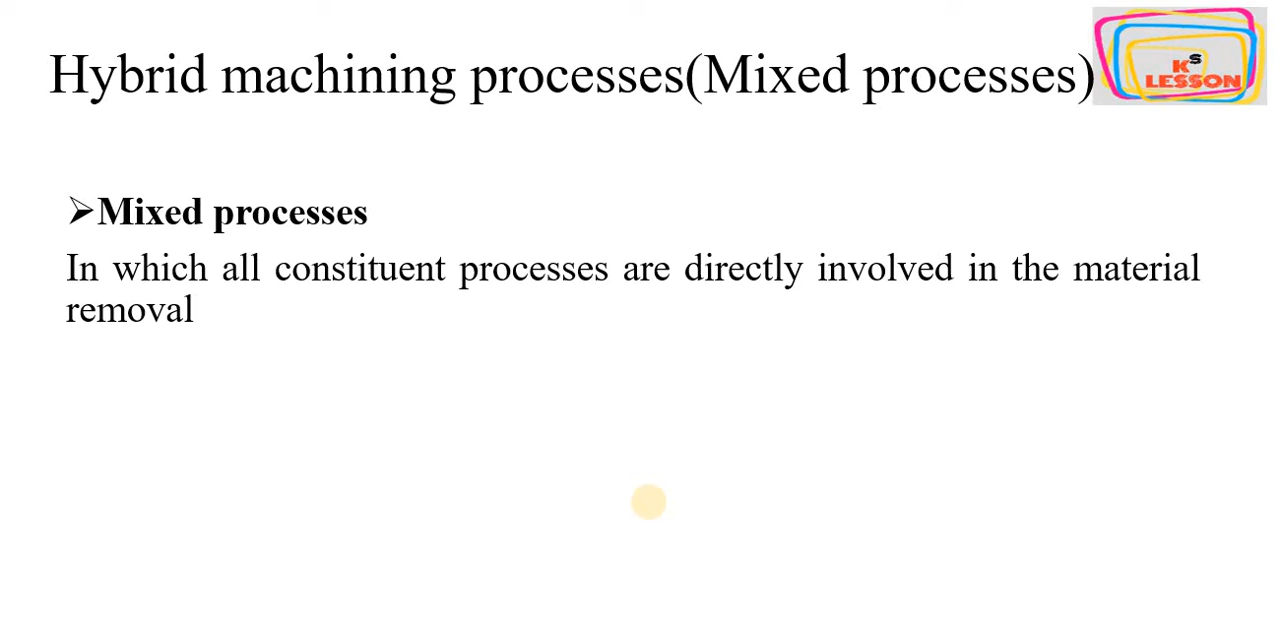 Hybrid machining processes(Mixed processes)
KS
LESSON
➢Mixed processes
In which all constituent processes are directly involved in the material
removal